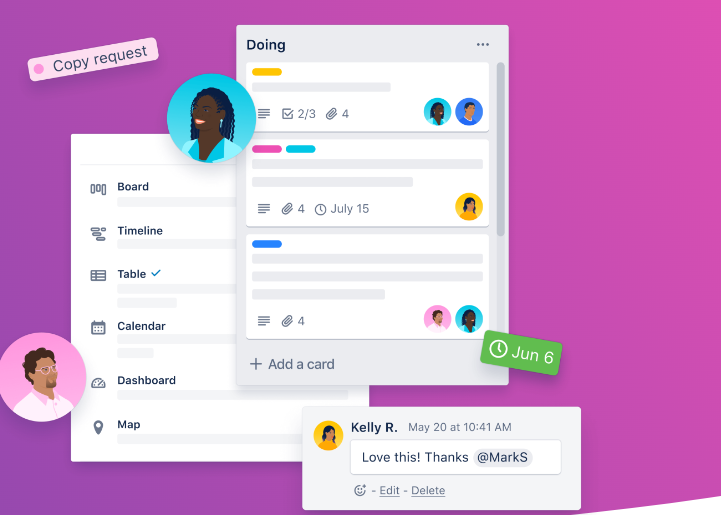 Copy request
Doing
2/3
4
4
July 15
4
+ Add a card
Jun 6
Board
Timeline
Table
Calendar
Dashboard
Map
Kelly R. May 20 at 10:41 AM
Love this! Thanks @MarkS
- Edit - Delete